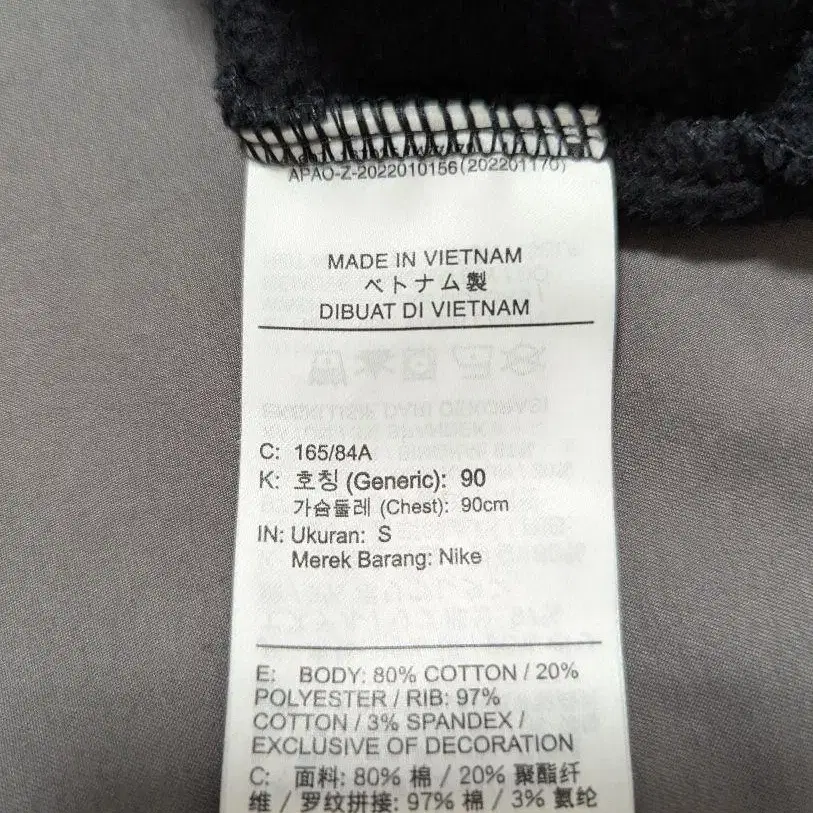 APAO-Z-2022010156(202201170)
MADE IN VIETNAM
ベトナム製
DIBUAT DI VIETNAM
C: 165/84A
K: 호칭 (Generic): 90
가슴둘레 (Chest): 90cm
IN: Ukuran: S
Merek Barang: Nike
E: BODY: 80% COTTON / 20%
POLYESTER / RIB: 97%
COTTON / 3% SPANDEX /
EXCLUSIVE OF DECORATION
C: 面料: 80% 棉 / 20% 聚酯纤
维 / 罗纹拼接: 97% 棉 / 3% 氨纶